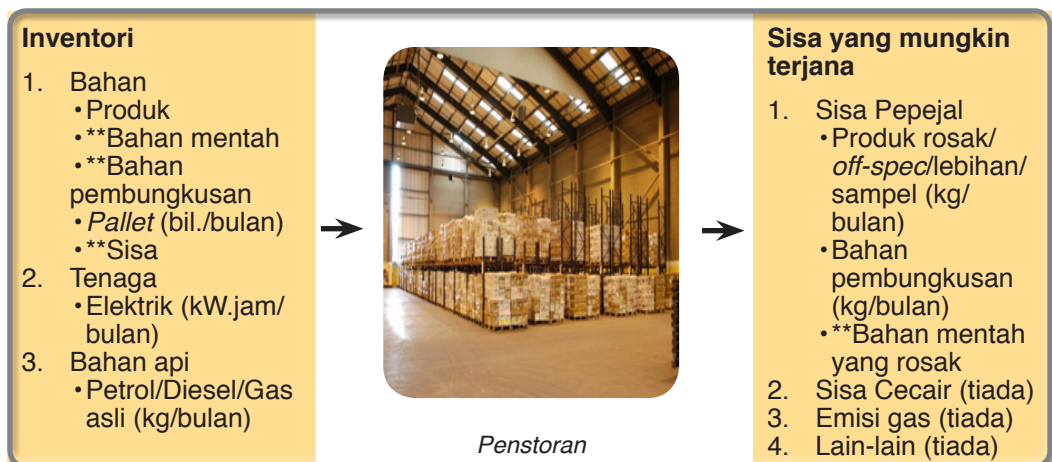 Inventori
1. Bahan
•Produk
•**Bahan mentah
•**Bahan
pembungkusan
•Pallet (bil./bulan)
•**Sisa
2. Tenaga
•Elektrik (kW.jam/
bulan)
3. Bahan api
•Petrol/Diesel/Gas
asli (kg/bulan)
Penstoran
Sisa yang mungkin
terjana
1. Sisa Pepejal
•Produk rosak/
off-spec/lebihan/
sampel (kg/
bulan)
•Bahan
pembungkusan
(kg/bulan)
•**Bahan mentah
yang rosak
2. Sisa Cecair (tiada)
3. Emisi gas (tiada)
4. Lain-lain (tiada)